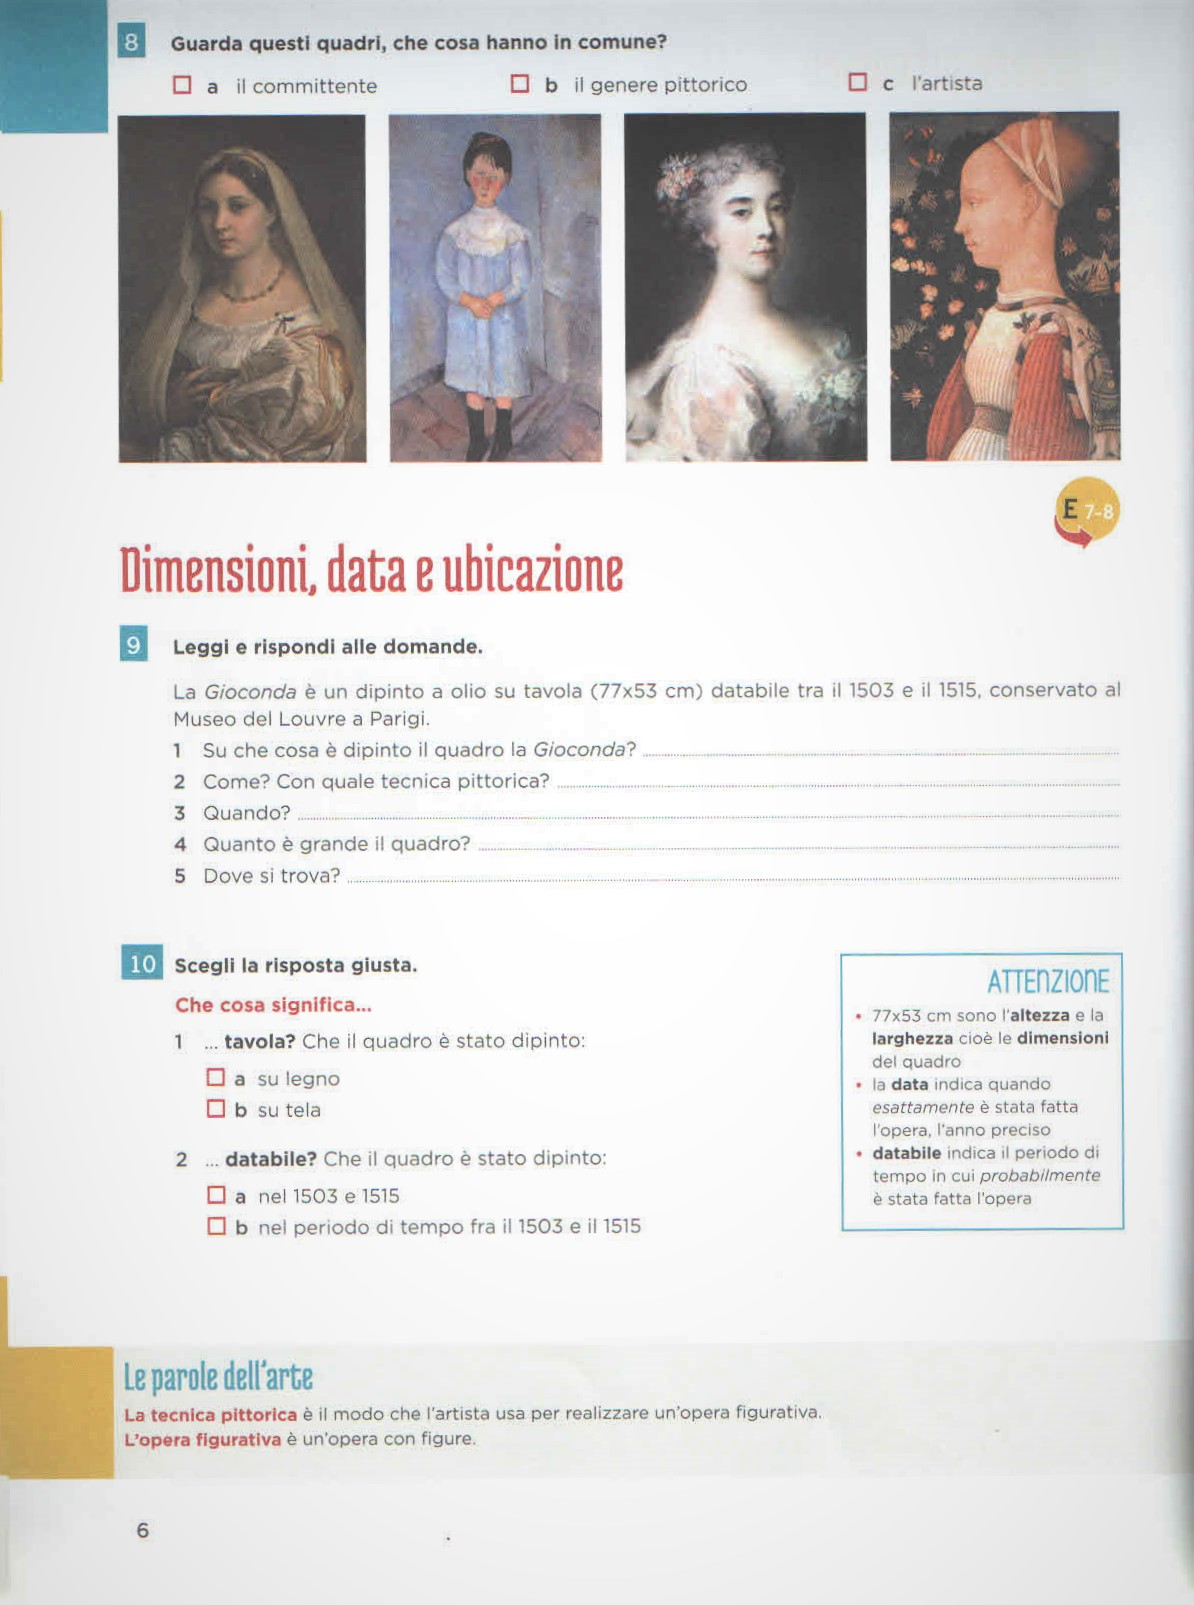 8 Guarda questi quadri, che cosa hanno in comune?
a il committente b il genere pittorico c l'artista
E 7-8
Dimensioni, data e ubicazione
9 Leggi e rispondi alle domande.
La Gioconda è un dipinto a olio su tavola (77x53 cm) databile tra il 1503 e il 1515, conservato al
Museo del Louvre a Parigi.
1 Su che cosa è dipinto il quadro la Gioconda?
2 Come? Con quale tecnica pittorica?
3 Quando?
4 Quanto è grande il quadro?
5 Dove si trova?
10 Scegli la risposta giusta.
Che cosa significa...
1 ... tavola? Che il quadro è stato dipinto:
a su legno
b su tela
2 ... databile? Che il quadro è stato dipinto:
a nel 1503 e 1515
b nel periodo di tempo fra il 1503 e il 1515
ATTENZIONE
• 77x53 cm sono l'altezza e la
larghezza cioè le dimensioni
del quadro
• la data indica quando
esattamente è stata fatta
l'opera, l'anno preciso
• databile indica il periodo di
tempo in cui probabilmente
è stata fatta l'opera
Le parole dell'arte
La tecnica pittorica è il modo che l'artista usa per realizzare un'opera figurativa.
L'opera figurativa è un'opera con figure.
6